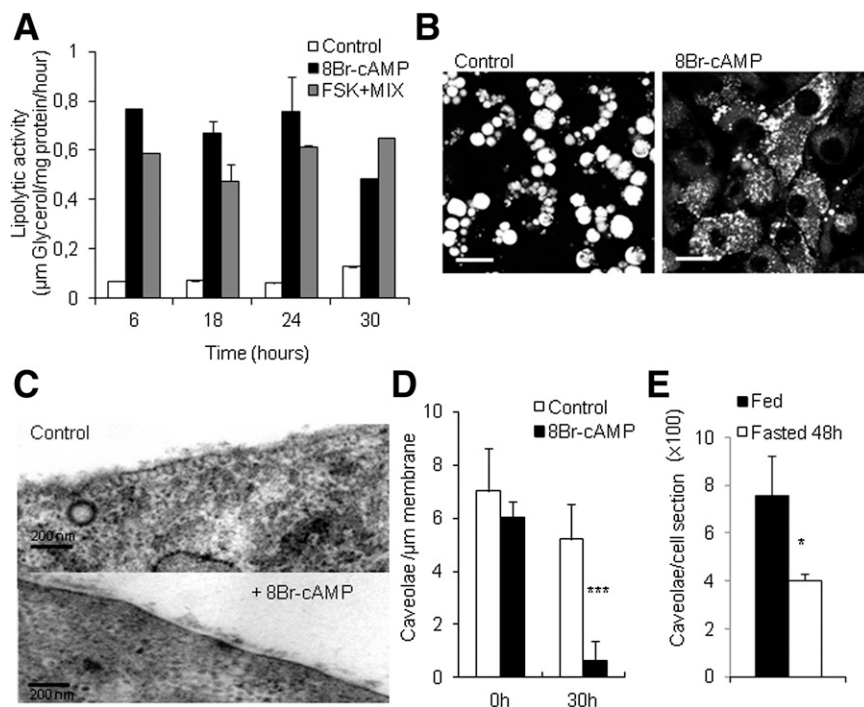 A
Control
8Br-cAMP
FSK+MIX
Lipolytic activity
(µm Glycerol/mg protein/hour)
1
0,8
0,6
0,4
0,2
0
6 18 24 30
Time (hours)
B
Control 8Br-cAMP
C
Control
200 nm
+ 8Br-cAMP
200 nm
D
Control
8Br-cAMP
Caveolae /µm membrane
10
8
6
4
2
0
***
0h 30h
E
Fed
Fasted 48h
Caveolae/cell section (×100)
10
8
6
4
2
0
*